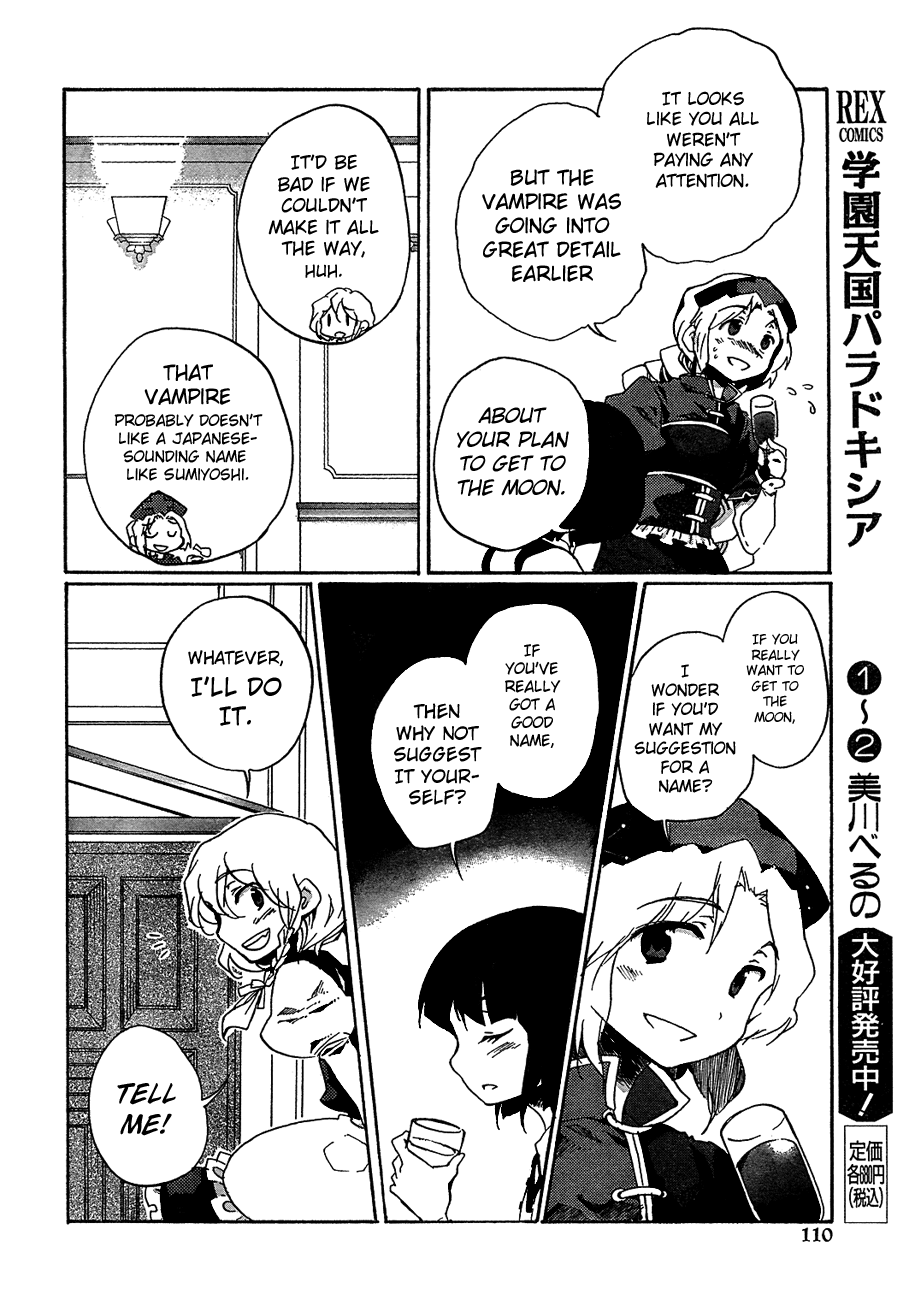 IT LOOKS
LIKE YOU ALL
WEREN'T
PAYING ANY
ATTENTION.
BUT THE
VAMPIRE WAS
GOING INTO
GREAT DETAIL
EARLIER
ABOUT
YOUR PLAN
TO GET TO
THE MOON.
IT'D BE
BAD IF WE
COULDN'T
MAKE IT ALL
THE WAY,
HUH.
THAT
VAMPIRE
PROBABLY DOESN'T
LIKE A JAPANESE-
SOUNDING NAME
LIKE SUMIYOSHI.
IF YOU
REALLY
WANT TO
GET TO
THE MOON,
I
WONDER
IF YOU'D
WANT MY
SUGGESTION
FOR A
NAME?
IF
YOU'VE
REALLY
GOT A
GOOD
NAME,
THEN
WHY NOT
SUGGEST
IT YOUR-
SELF?
WHATEVER,
I'LL DO
IT.
TELL
ME!
REX
COMICS
学園天国パラドキシア
❶~❷ 美川べるの
大好評発売中!
定価
各680円
(税込)
110